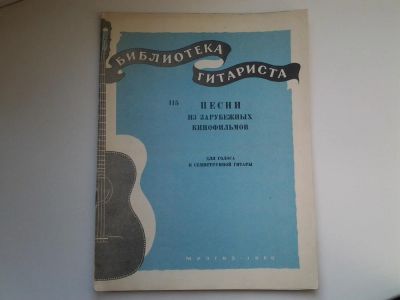 БИБЛИОТЕКА
ГИТАРИСТА
115
ПЕСНИ
ИЗ ЗАРУБЕЖНЫХ
КИНОФИЛЬМОВ
ДЛЯ ГОЛОСА
И СЕМИСТРУННОЙ ГИТАРЫ
МУЗГИЗ